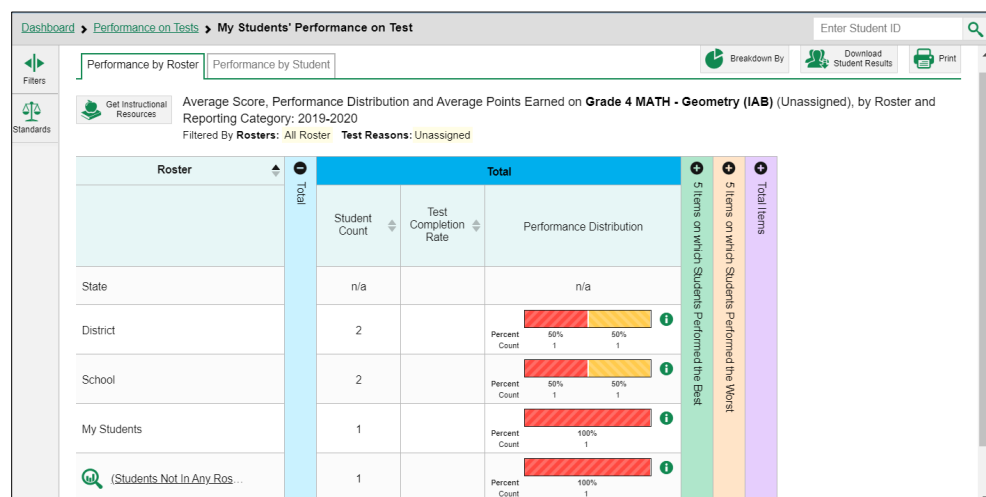 Dashboard > Performance on Tests > My Students' Performance on Test
Enter Student ID
Filters
Standards
Performance by Roster
Performance by Student
Breakdown By
Download
Student Results
Print
Get Instructional
Resources
Average Score, Performance Distribution and Average Points Earned on Grade 4 MATH - Geometry (IAB) (Unassigned), by Roster and
Reporting Category: 2019-2020
Filtered By Rosters: All Roster Test Reasons: Unassigned
Roster
Total
Total
5 Items on which Students Performed the Best
5 Items on which Students Performed the Worst
Total Items
Student
Count
Test
Completion
Rate
Performance Distribution
State n/a n/a
District 2
Percent 50% 50%
Count 1 1
School 2
Percent 50% 50%
Count 1 1
My Students 1
Percent 100%
Count 1
(Students Not In Any Ros... 1
Percent 100%
Count 1